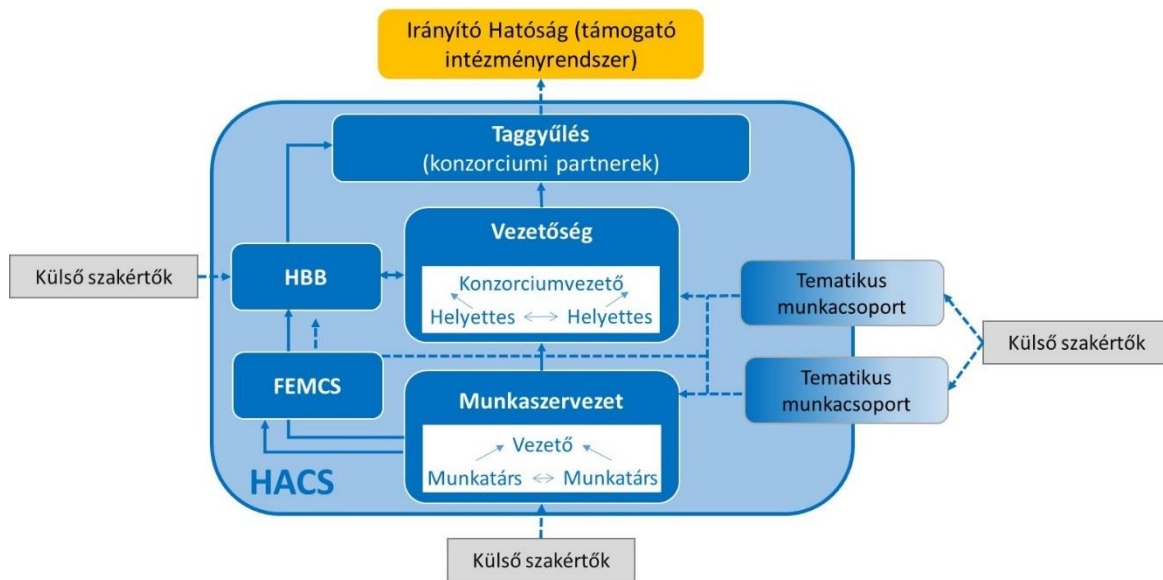 Irányító Hatóság (támogató
intézményrendszer)
Taggyűlés
(konzorciumi partnerek)
Vezetőség
Konzorciumvezető
Helyettes
Helyettes
Külső szakértők
HBB
Tematikus
munkacsoport
Külső szakértők
FEMCS
Tematikus
munkacsoport
Munkaszervezet
Vezető
Munkatárs
Munkatárs
HACS
Külső szakértők